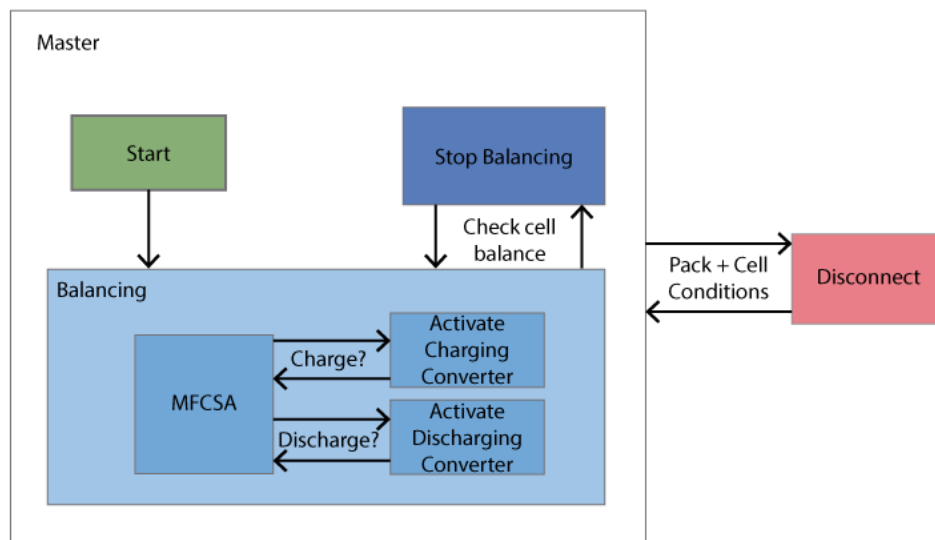 Master
Start
Stop Balancing
Check cell
balance
Pack + Cell
Conditions
Disconnect
Balancing
MFCSA
Charge?
Activate
Charging
Converter
Discharge?
Activate
Discharging
Converter